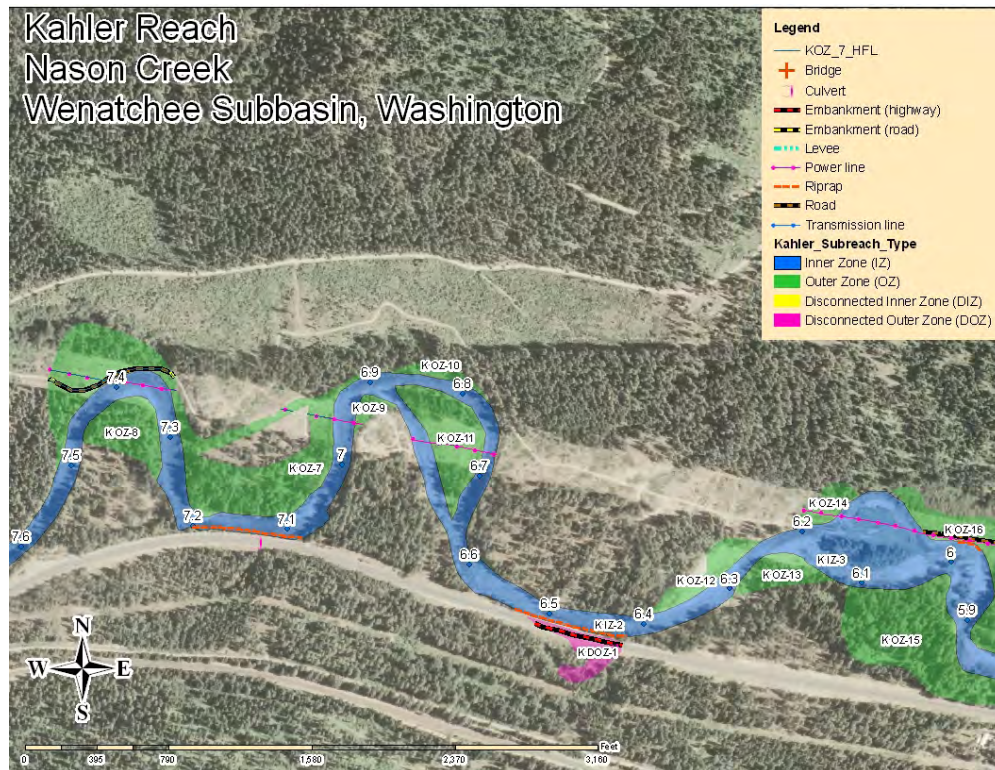 Kahler Reach
Nason Creek
Wenatchee Subbasin, Washington
Legend
KOZ_7_HFL
Bridge
Culvert
Embankment (highway)
Embankment (road)
Levee
Power line
Riprap
Road
Transmission line
Kahler_Subreach_Type
Inner Zone (IZ)
Outer Zone (OZ)
Disconnected Inner Zone (DIZ)
Disconnected Outer Zone (DOZ)
KOZ-10
6.9
7.4
6.8
KOZ-9
KOZ-8
7.3
KOZ-11
7.5
KOZ-7
7
6.7
KOZ-14
7.2
7.1
6.2
KOZ-16
7.6
6.6
KIZ-3
6
KOZ-12
6.3
KOZ-13
6.1
6.5
6.4
5.9
KIZ-2
KOZ-15
KDOZ-1
N
W
E
S
Feet
0
395
790
1,580
2,370
3,160